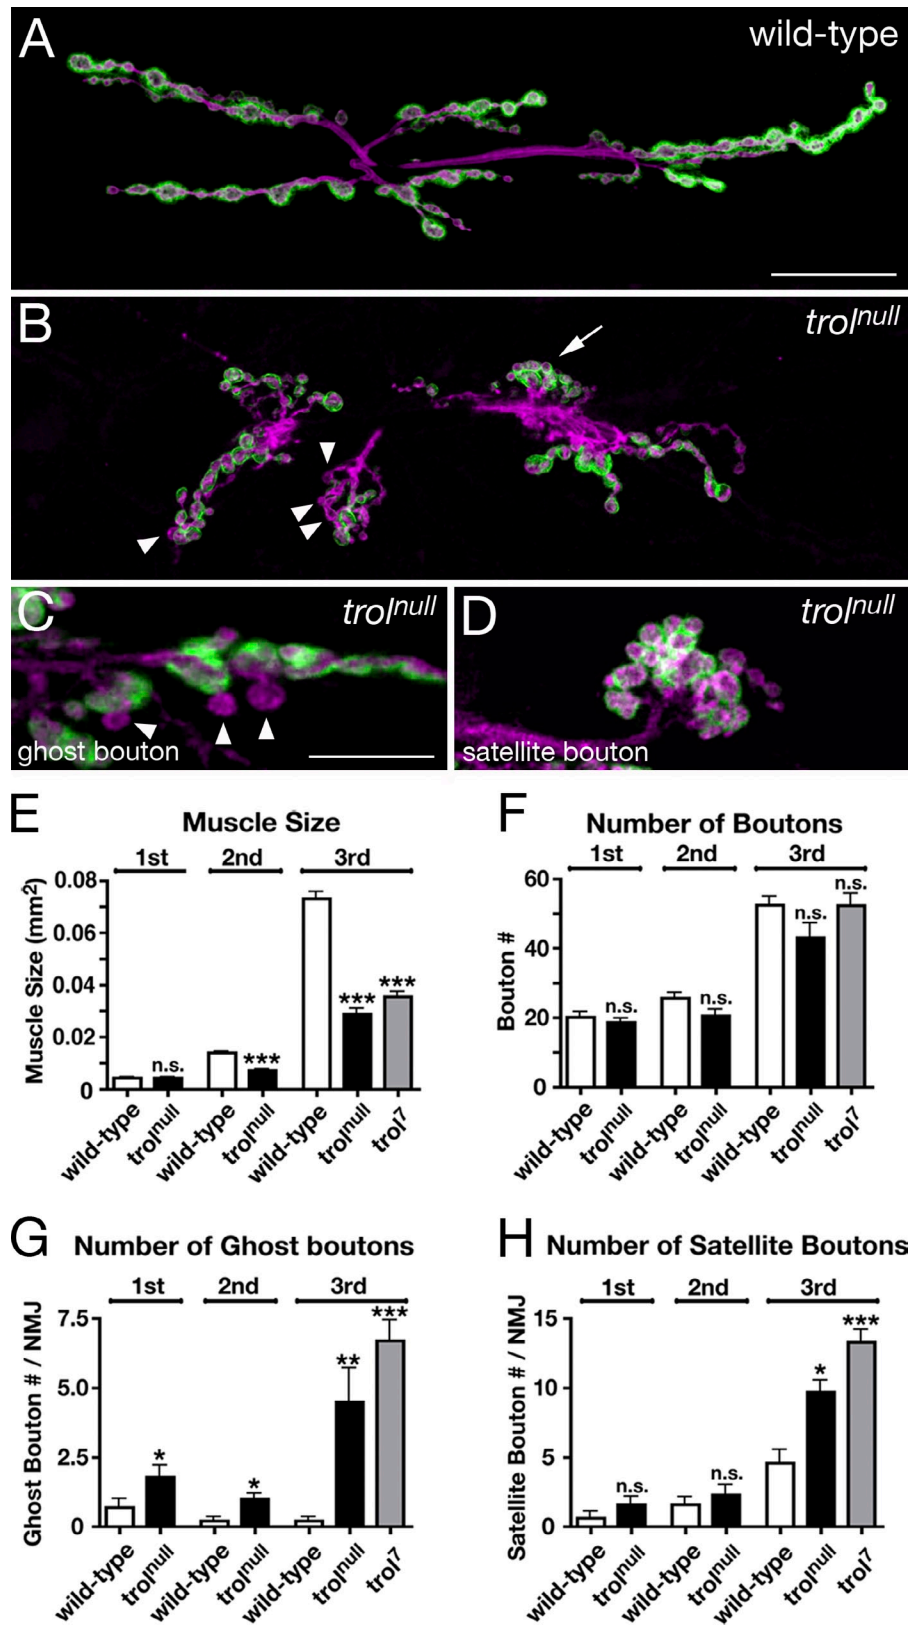 A wild-type
B trolnull
C trolnull
ghost bouton
D trolnull
satellite bouton
E Muscle Size
1st 2nd 3rd
Muscle Size (mm2)
0.08
0.06
0.04
0.02
0
n.s. *** *** ***
wild-type trolnull wild-type trolnull wild-type trolnull trol7
F Number of Boutons
1st 2nd 3rd
Bouton #
60
40
20
0
n.s. n.s. n.s. n.s.
wild-type trolnull wild-type trolnull wild-type trolnull trol7
G Number of Ghost boutons
1st 2nd 3rd
Ghost Bouton # / NMJ
7.5
5.0
2.5
0
* * ** ***
wild-type trolnull wild-type trolnull wild-type trolnull trol7
H Number of Satellite Boutons
1st 2nd 3rd
Satellite Bouton # / NMJ
15
10
5
0
n.s. n.s. * ***
wild-type trolnull wild-type trolnull wild-type trolnull trol7